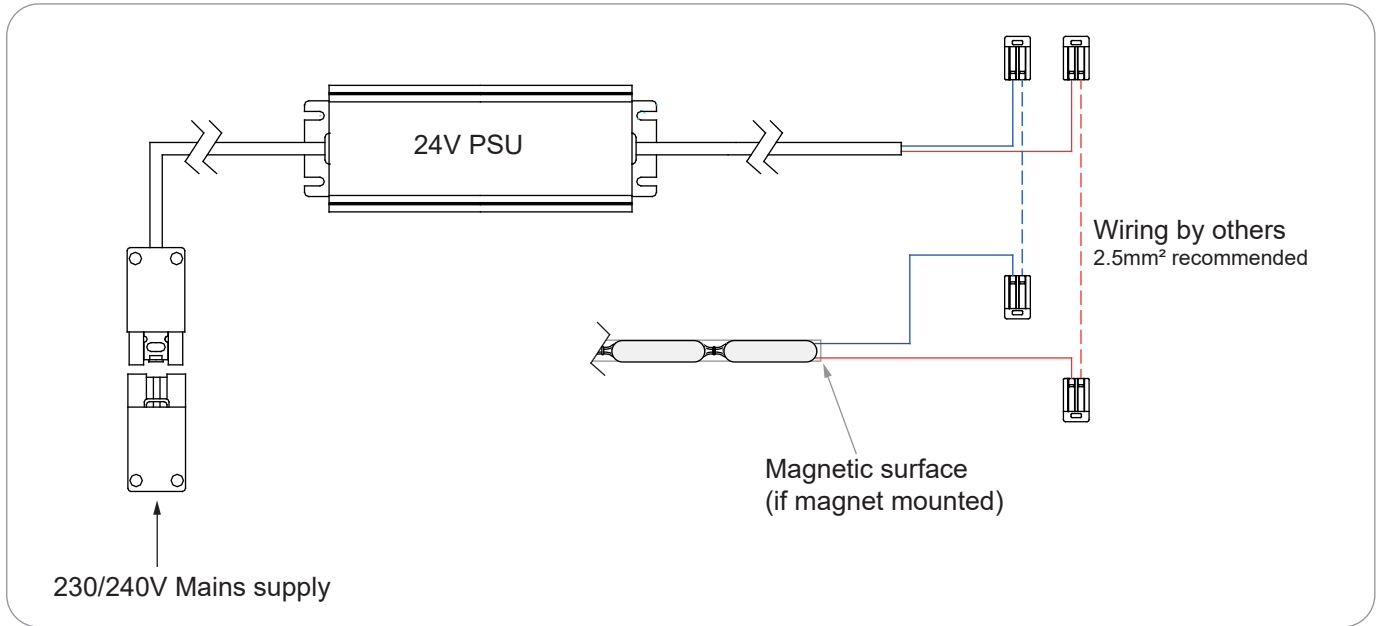 24V PSU
Wiring by others
2.5mm² recommended
Magnetic surface
(if magnet mounted)
230/240V Mains supply